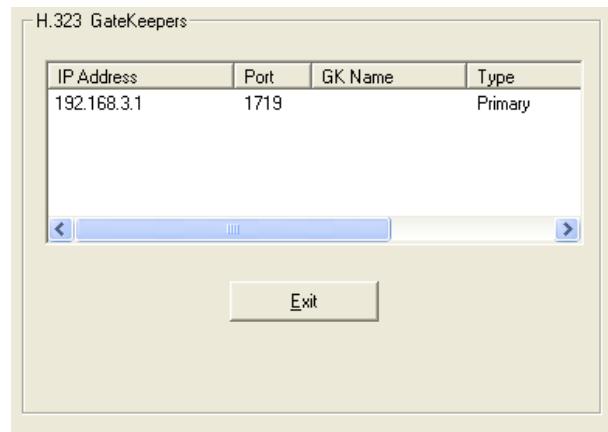 H.323 GateKeepers
IP Address Port GK Name Type
192.168.3.1 1719 Primary
Exit